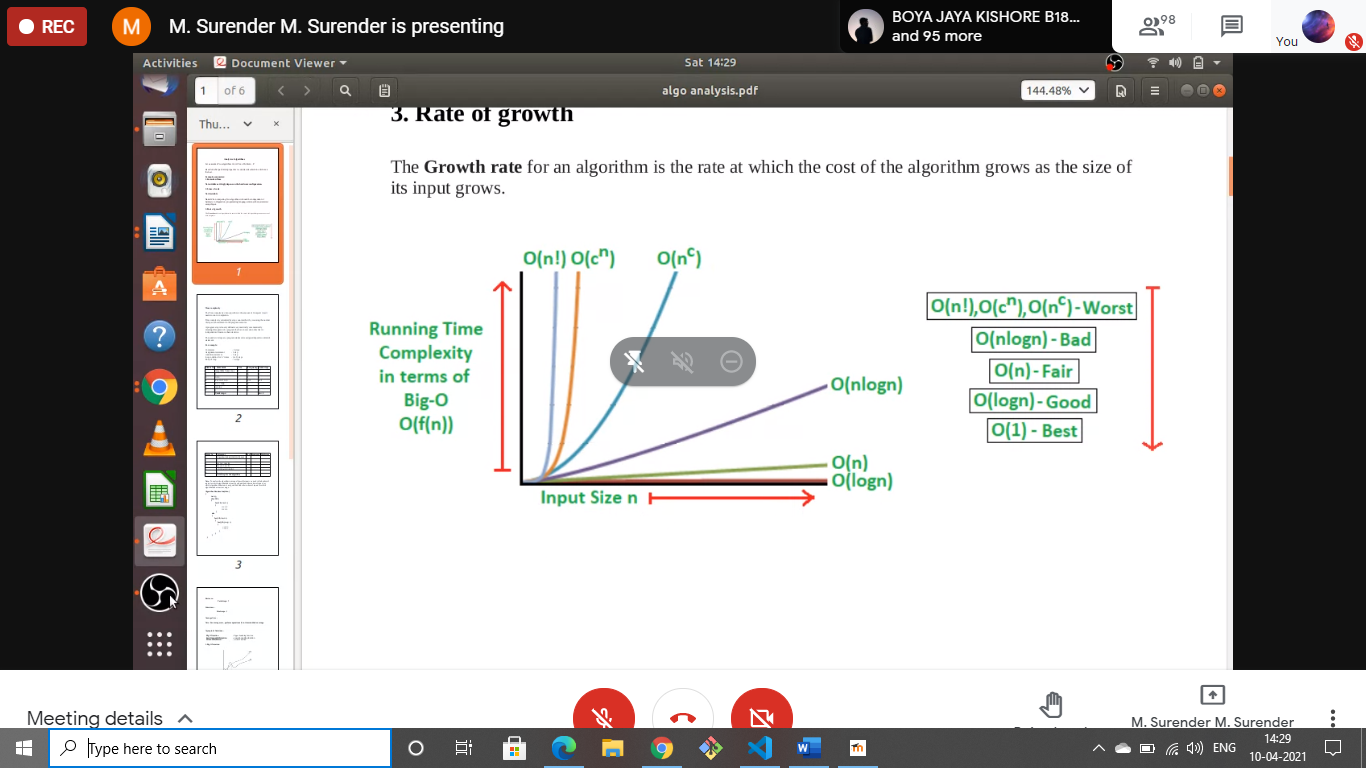 REC
M
M. Surender M. Surender is presenting
BOYA JAYA KISHORE B18...
and 95 more
98
You
Activities
Document Viewer
Sat 14:29
1
of 6
algo analysis.pdf
144.48%
Thu...
1
2
3
3. Rate of growth
The Growth rate for an algorithm is the rate at which the cost of the algorithm grows as the size of
its input grows.
O(n!) O(cⁿ)
O(nᶜ)
Running Time
Complexity
in terms of
Big-O
O(f(n))
O(nlogn)
O(n)
O(logn)
Input Size n
O(n!),O(cⁿ),O(nᶜ)-Worst
O(nlogn)-Bad
O(n)-Fair
O(logn)-Good
O(1)-Best
Meeting details
M. Surender M. Surender
Type here to search
ENG
14:29
10-04-2021